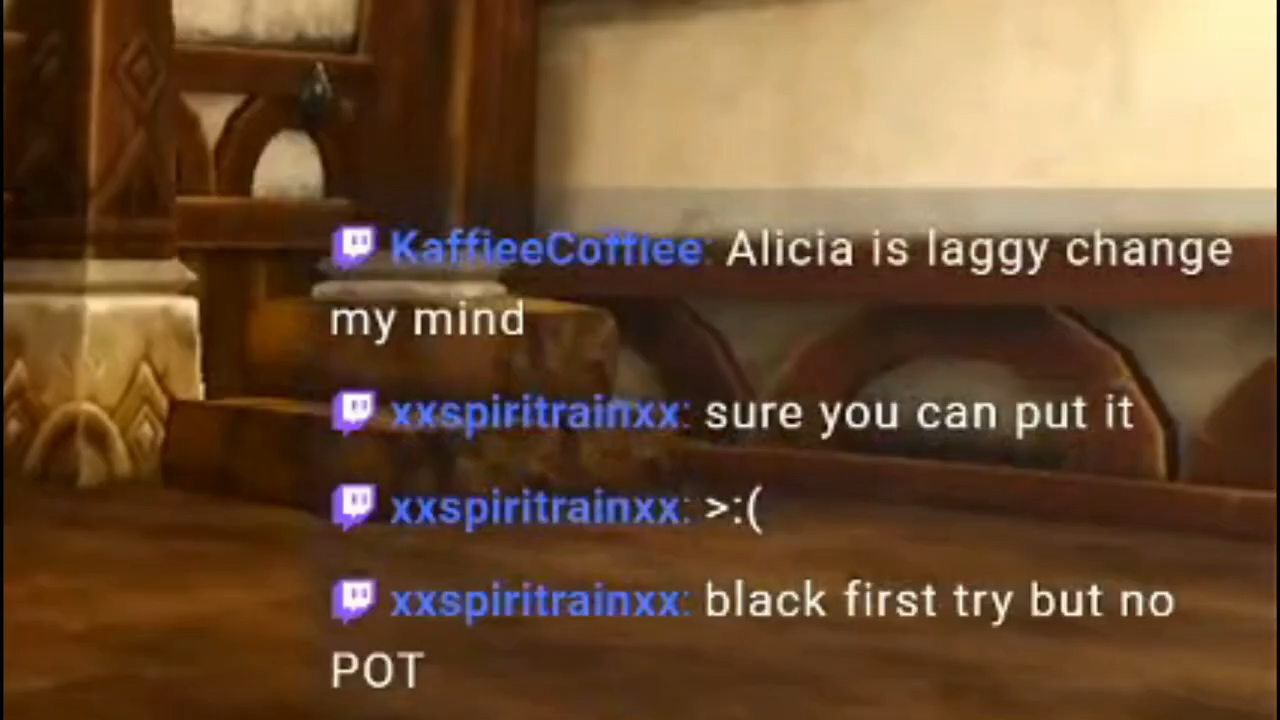 KaffieeCoffiee: Alicia is laggy change
my mind
xxspiritrainxx: sure you can put it
xxspiritrainxx: >:(
xxspiritrainxx: black first try but no
POT